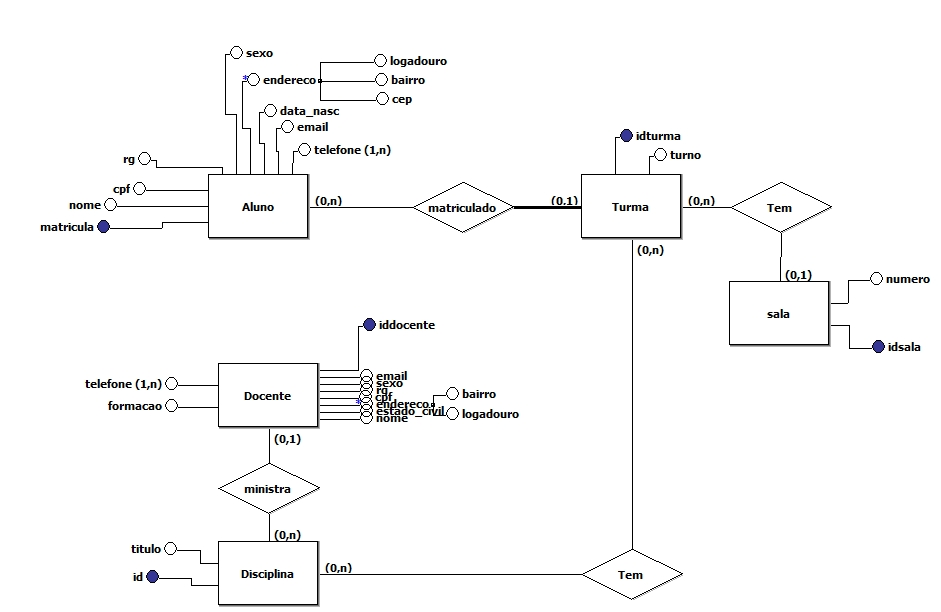 sexo
* endereco
logadouro
bairro
cep
data_nasc
email
telefone (1,n)
rg
cpf
nome
matricula
Aluno
(0,n)
matriculado
(0,1)
Turma
idturma
turno
(0,n)
Tem
(0,1)
sala
numero
idsala
(0,n)
iddocente
telefone (1,n)
formacao
Docente
email
sexo
rg
cpf
* endereco
bairro
logadouro
estado_civil
nome
(0,1)
ministra
(0,n)
titulo
id
Disciplina
(0,n)
Tem